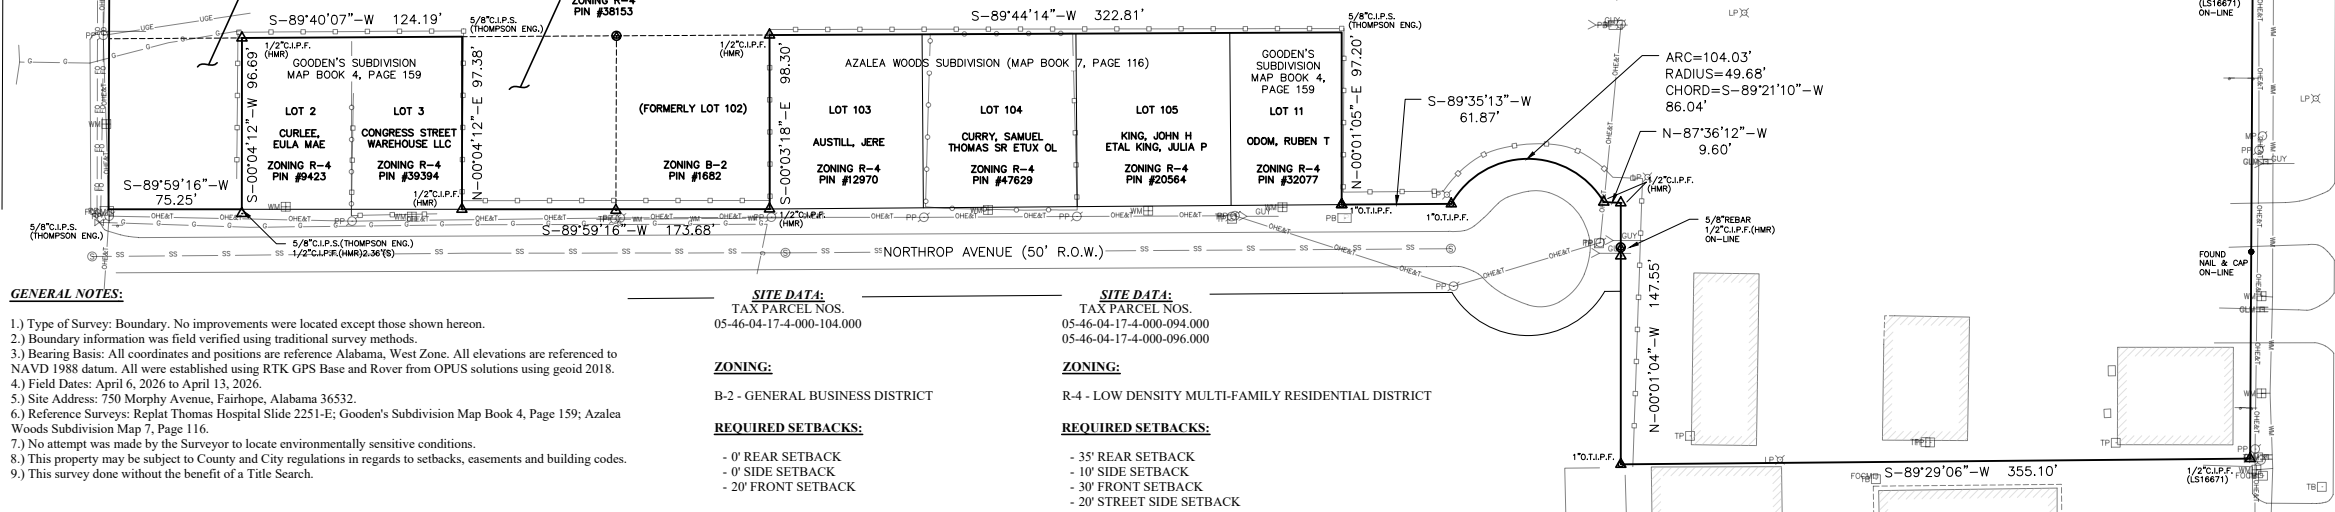 ZONING R-4
PIN #38153
S-89°40'07"-W 124.19'
5/8"C.I.P.S.
(THOMPSON ENG.)
S-89°44'14"-W 322.81'
5/8"C.I.P.S.
(THOMPSON ENG.)
(LS16671)
ON-LINE
1/2"C.I.P.F.
(HMR)
GOODEN'S SUBDIVISION
MAP BOOK 4, PAGE 159
S-00°04'12"-W 96.69'
N-00°04'12"-E 97.38'
1/2"C.I.P.F.
(HMR)
S-00°03'18"-E 98.30'
AZALEA WOODS SUBDIVISION (MAP BOOK 7, PAGE 116)
GOODEN'S
SUBDIVISION
MAP BOOK 4,
PAGE 159
N-00°01'05"-E 97.20'
LOT 2
CURLEE,
EULA MAE
ZONING R-4
PIN #9423
LOT 3
CONGRESS STREET
WAREHOUSE LLC
ZONING R-4
PIN #39394
1/2"C.I.P.F.
(HMR)
(FORMERLY LOT 102)
ZONING B-2
PIN #1682
LOT 103
AUSTILL, JERE
ZONING R-4
PIN #12970
LOT 104
CURRY, SAMUEL
THOMAS SR ETUX OL
ZONING R-4
PIN #47629
LOT 105
KING, JOHN H
ETAL KING, JULIA P
ZONING R-4
PIN #20564
LOT 11
ODOM, RUBEN T
ZONING R-4
PIN #32077
S-89°35'13"-W
61.87'
ARC=104.03'
RADIUS=49.68'
CHORD=S-89°21'10"-W
86.04'
N-87°36'12"-W
9.60'
1/2"C.I.P.F.
(HMR)
S-89°59'16"-W
75.25'
5/8"C.I.P.S.
(THOMPSON ENG.)
5/8"C.I.P.S.(THOMPSON ENG.)
1/2"C.I.P.F.(HMR)2.36'(S)
S-89°59'16"-W 173.68'
1/2"C.I.P.F.
(HMR)
1"O.T.I.P.F.
1"O.T.I.P.F.
5/8"REBAR
1/2"C.I.P.F.(HMR)
ON-LINE
NORTHROP AVENUE (50' R.O.W.)
FOUND
NAIL & CAP
ON-LINE
N-00°01'04"-W 147.55'
1"O.T.I.P.F.
S-89°29'06"-W 355.10'
1/2"C.I.P.F.
(LS16671)
GENERAL NOTES:
1.) Type of Survey: Boundary. No improvements were located except those shown hereon.
2.) Boundary information was field verified using traditional survey methods.
3.) Bearing Basis: All coordinates and positions are reference Alabama, West Zone. All elevations are referenced to
NAVD 1988 datum. All were established using RTK GPS Base and Rover from OPUS solutions using geoid 2018.
4.) Field Dates: April 6, 2026 to April 13, 2026.
5.) Site Address: 750 Morphy Avenue, Fairhope, Alabama 36532.
6.) Reference Surveys: Replat Thomas Hospital Slide 2251-E; Gooden's Subdivision Map Book 4, Page 159; Azalea
Woods Subdivision Map 7, Page 116.
7.) No attempt was made by the Surveyor to locate environmentally sensitive conditions.
8.) This property may be subject to County and City regulations in regards to setbacks, easements and building codes.
9.) This survey done without the benefit of a Title Search.
SITE DATA:
TAX PARCEL NOS.
05-46-04-17-4-000-104.000
ZONING:
B-2 - GENERAL BUSINESS DISTRICT
REQUIRED SETBACKS:
- 0' REAR SETBACK
- 0' SIDE SETBACK
- 20' FRONT SETBACK
SITE DATA:
TAX PARCEL NOS.
05-46-04-17-4-000-094.000
05-46-04-17-4-000-096.000
ZONING:
R-4 - LOW DENSITY MULTI-FAMILY RESIDENTIAL DISTRICT
REQUIRED SETBACKS:
- 35' REAR SETBACK
- 10' SIDE SETBACK
- 30' FRONT SETBACK
- 20' STREET SIDE SETBACK